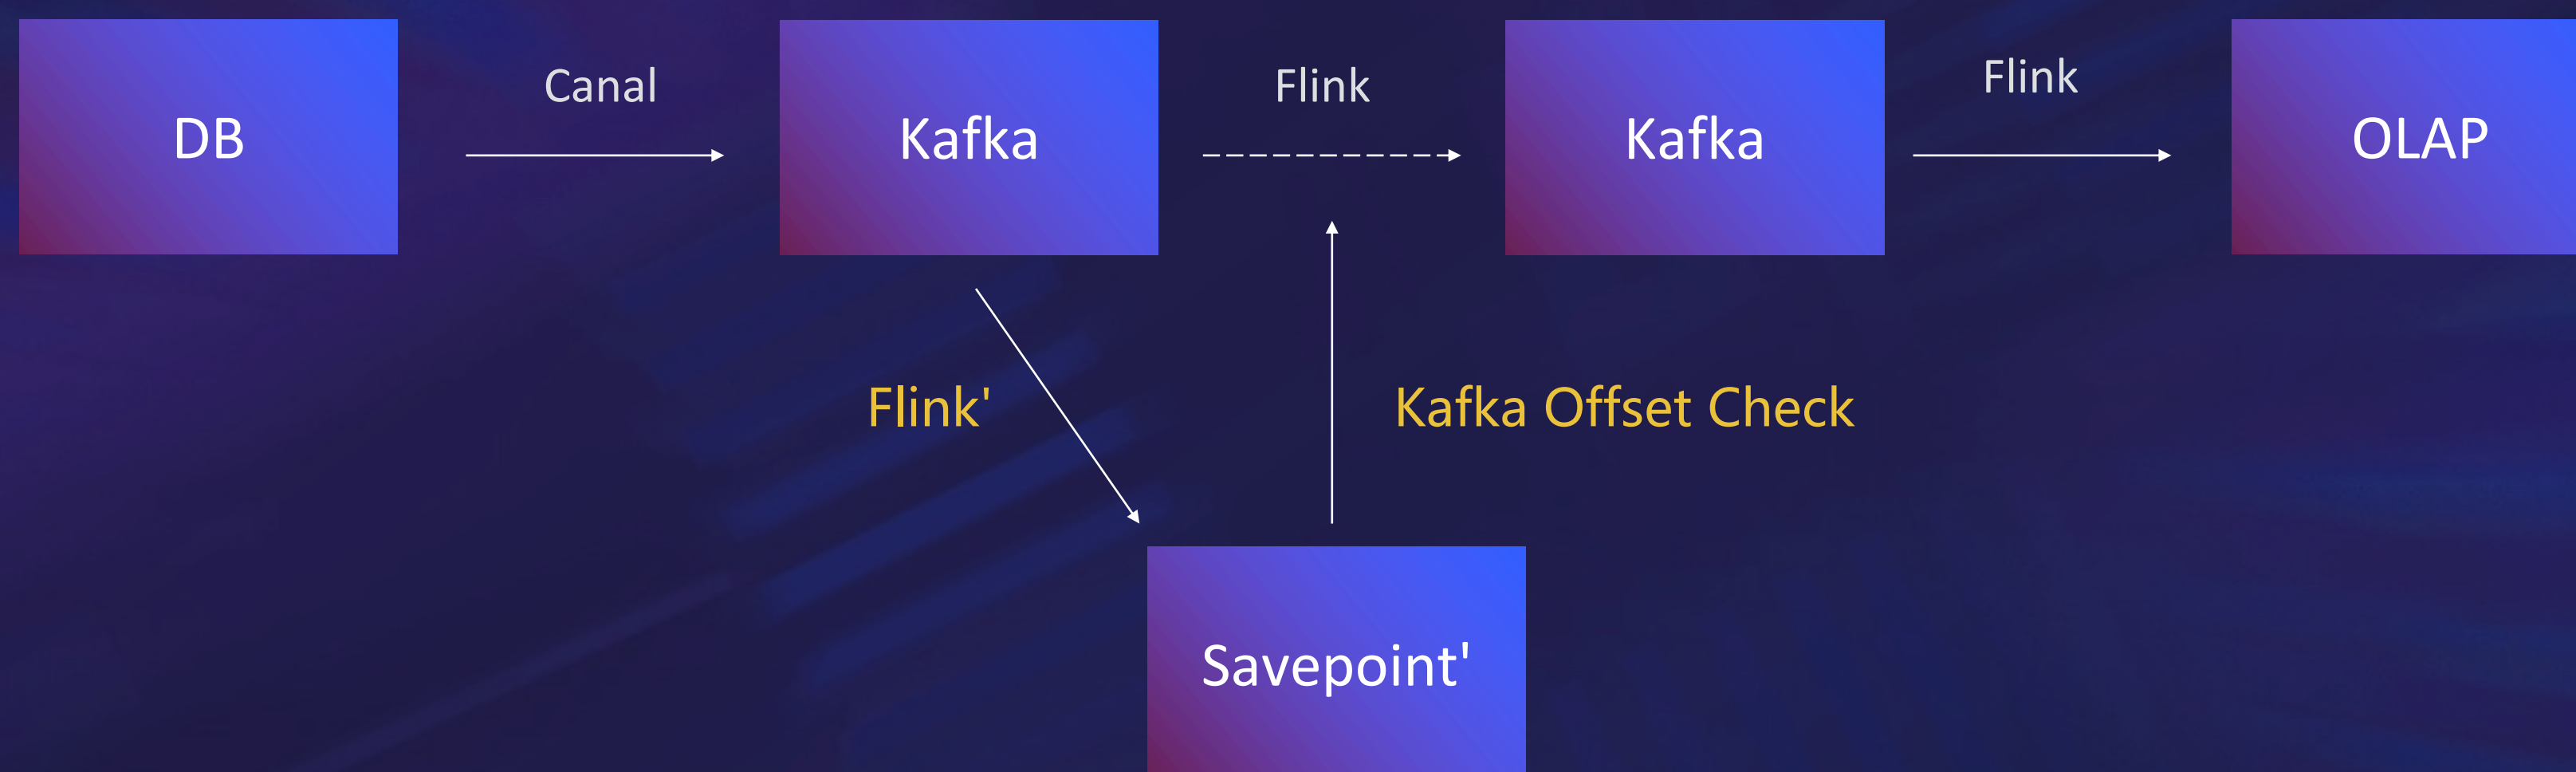 DB
Canal
Kafka
Flink
Kafka
Flink
OLAP
Flink'
Kafka Offset Check
Savepoint'